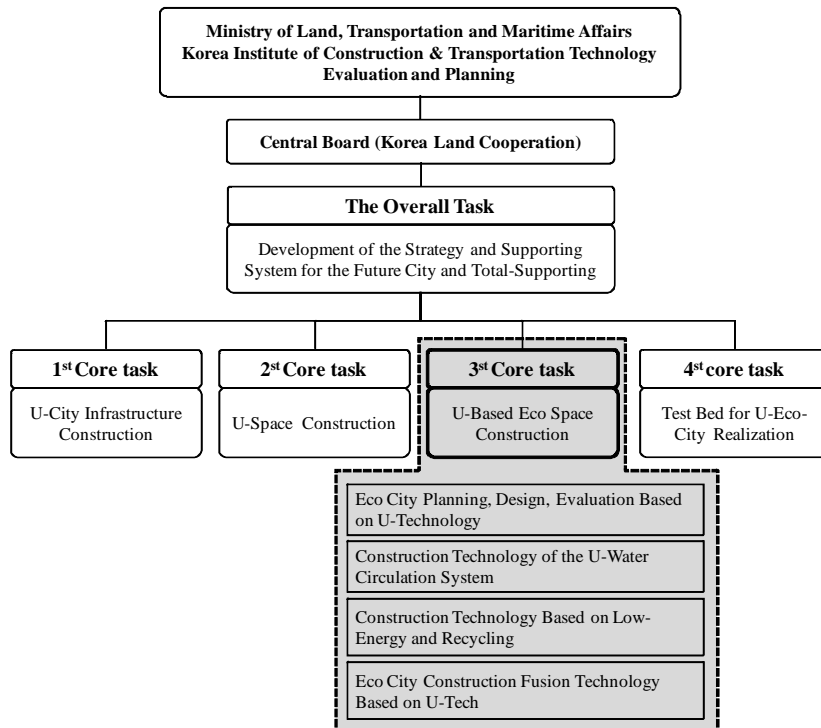 Ministry of Land, Transportation and Maritime Affairs
Korea Institute of Construction & Transportation Technology
Evaluation and Planning
Central Board (Korea Land Cooperation)
The Overall Task
Development of the Strategy and Supporting
System for the Future City and Total-Supporting
1st Core task
U-City Infrastructure
Construction
2st Core task
U-Space Construction
3st Core task
U-Based Eco Space
Construction
4st core task
Test Bed for U-Eco-
City Realization
Eco City Planning, Design, Evaluation Based
on U-Technology
Construction Technology of the U-Water
Circulation System
Construction Technology Based on Low-
Energy and Recycling
Eco City Construction Fusion Technology
Based on U-Tech